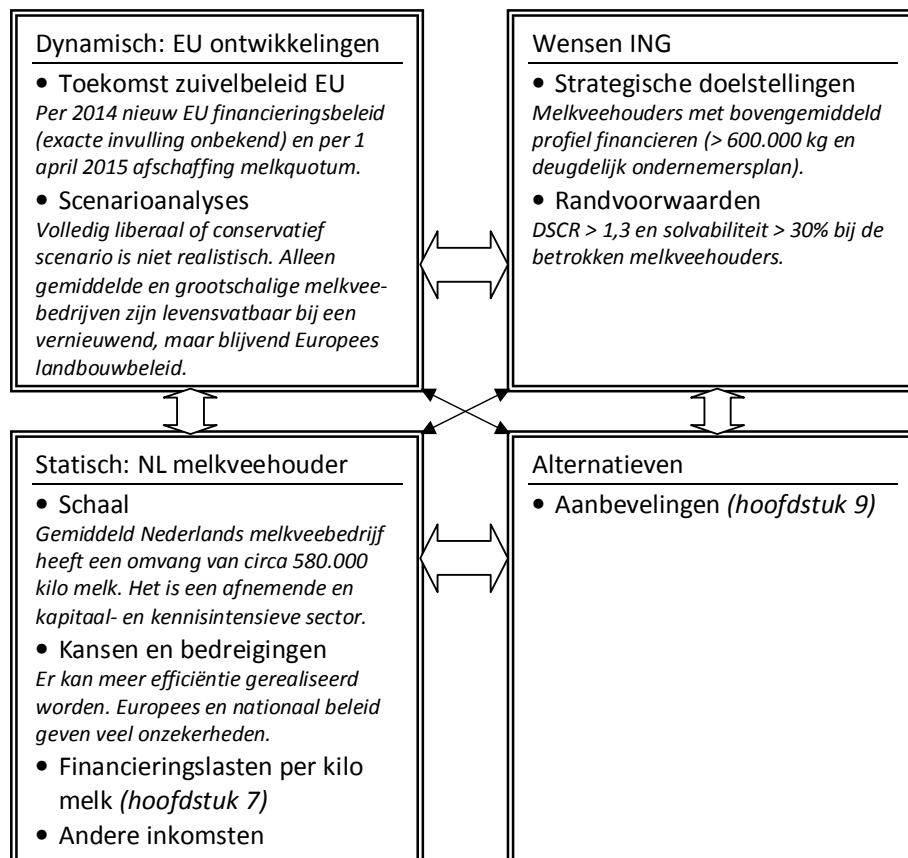 Dynamisch: EU ontwikkelingen
• Toekomst zuivelbeleid EU
Per 2014 nieuw EU financieringsbeleid
(exacte invulling onbekend) en per 1
april 2015 afschaffing melkquotum.
• Scenarioanalyses
Volledig liberaal of conservatief
scenario is niet realistisch. Alleen
gemiddelde en grootschalige melkvee-
bedrijven zijn levensvatbaar bij een
vernieuwend, maar blijvend Europees
landbouwbeleid.
Wensen ING
• Strategische doelstellingen
Melkveehouders met bovengemiddeld
profiel financieren (> 600.000 kg en
deugdelijk ondernemersplan).
• Randvoorwaarden
DSCR > 1,3 en solvabiliteit > 30% bij de
betrokken melkveehouders.
Statisch: NL melkveehouder
• Schaal
Gemiddeld Nederlands melkveebedrijf
heeft een omvang van circa 580.000
kilo melk. Het is een afnemende en
kapitaal- en kennisintensieve sector.
• Kansen en bedreigingen
Er kan meer efficiëntie gerealiseerd
worden. Europees en nationaal beleid
geven veel onzekerheden.
• Financieringslasten per kilo
melk (hoofdstuk 7)
• Andere inkomsten
Alternatieven
• Aanbevelingen (hoofdstuk 9)